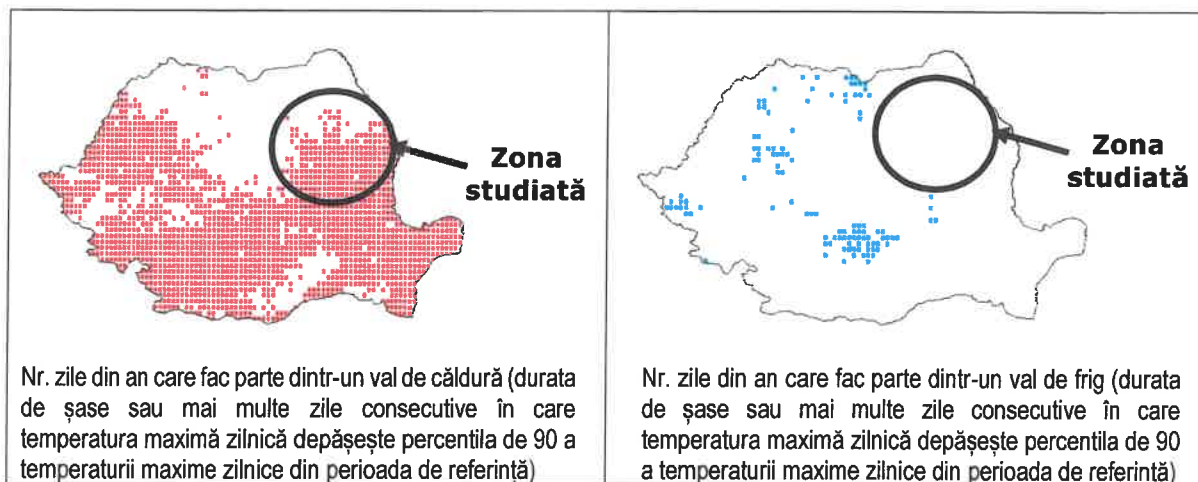 Zona
studiată
Nr. zile din an care fac parte dintr-un val de căldură (durata
de șase sau mai multe zile consecutive în care
temperatura maximă zilnică depășește percentila de 90 a
temperaturii maxime zilnice din perioada de referință)
Zona
studiată
Nr. zile din an care fac parte dintr-un val de frig (durata
de șase sau mai multe zile consecutive în care
temperatura maximă zilnică depășește percentila de 90
a temperaturii maxime zilnice din perioada de referință)